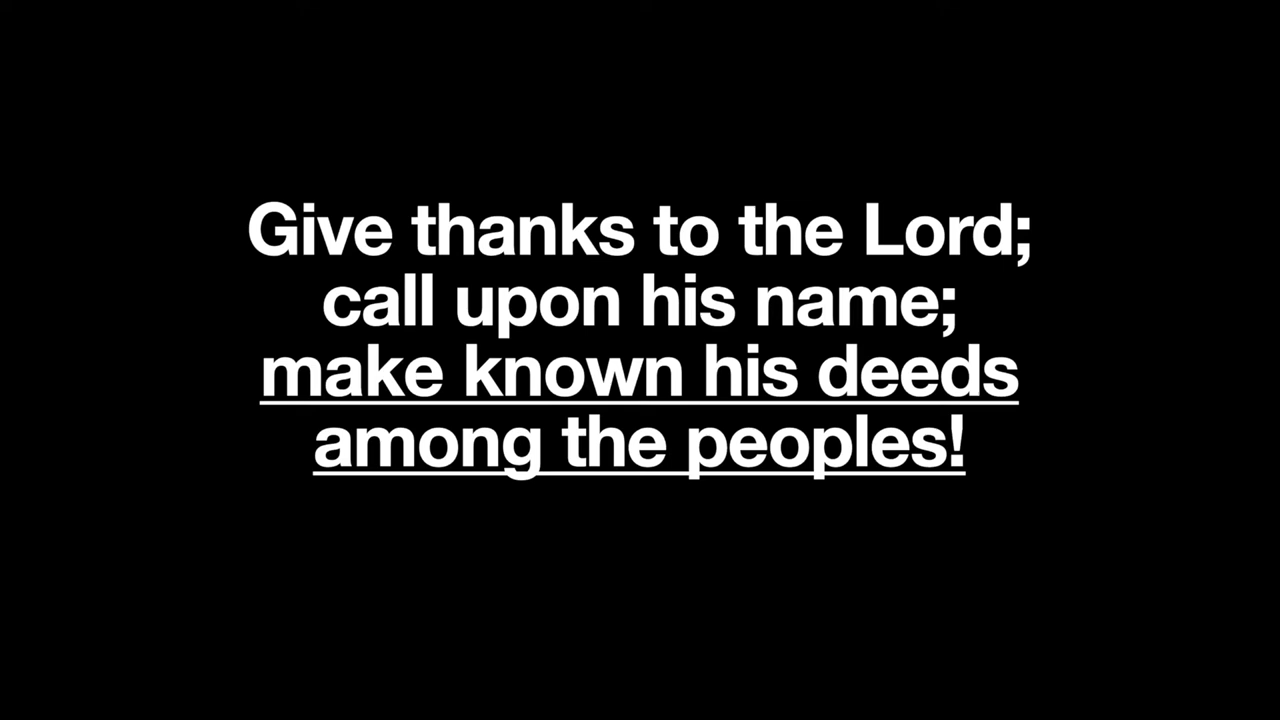 Give thanks to the Lord;
call upon his name;
make known his deeds
among the peoples!